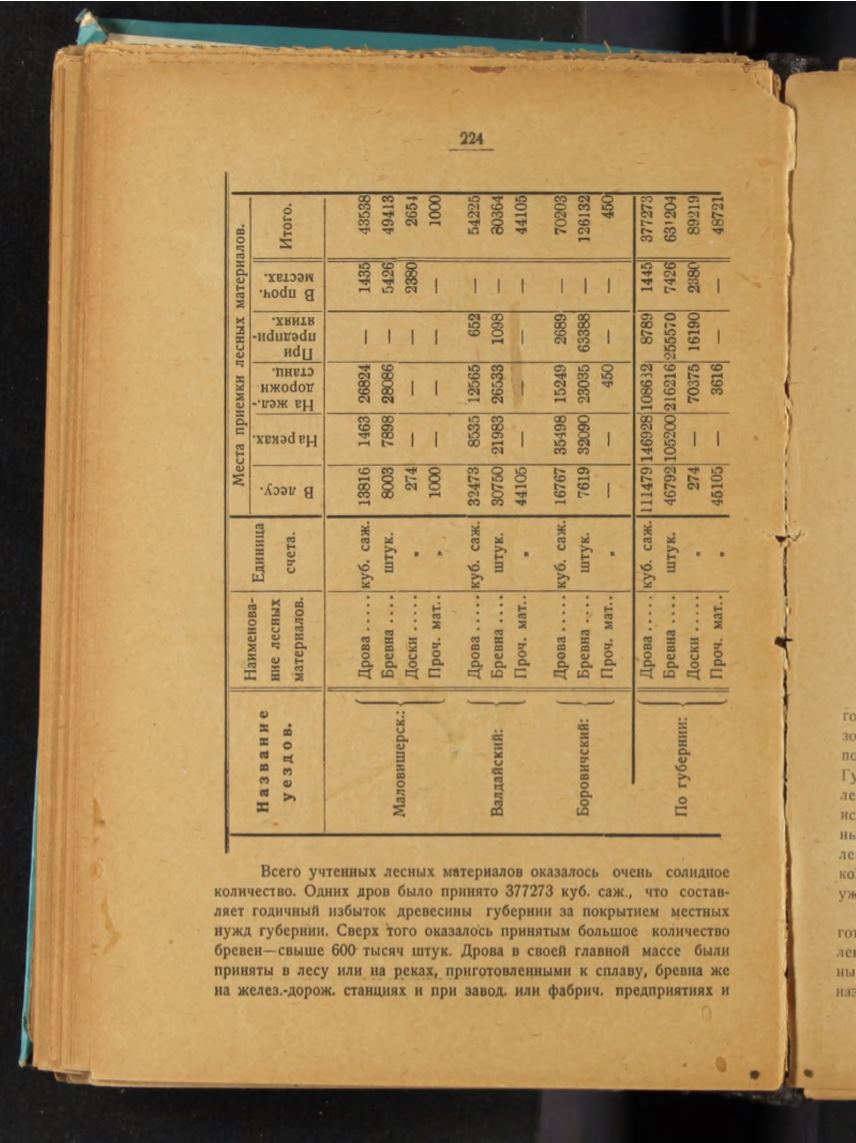 224
Места приемки лесных материалов.
Название уездов. Наименова-ние лесных материалов. Единица счета. В лесу. На реках. На жел.-дорожн станц. При предпри-ятиях. В проч. местах. Итого.
Маловишерск.:
Дрова ..... куб. саж. 13816 1463 26824 — 1435 43538
Бревна .... штук. 8003 7898 28086 — 5426 49413
Доски ..... „ 274 — — — 2380 2654
Проч. мат.. „ 1000 — — — — 1000
Валдайский:
Дрова ..... куб. саж. 32473 8535 12565 652 — 54225
Бревна .... штук. 30750 21983 26533 1098 — 80364
Проч. мат.. „ 44105 — — — — 44105
Боровичский:
Дрова ..... куб. саж. 16767 35498 15249 2689 — 70203
Бревна .... штук. 7619 32090 23035 63388 — 126132
Проч. мат.. „ — — 450 — — 450
По губернии:
Дрова ..... куб. саж. 111479 146928 108632 8789 1445 377273
Бревна .... штук. 46792 105200 216216 255570 7426 631204
Доски ..... „ 274 — 70375 16190 2380 89219
Проч. мат.. „ 45105 — 3616 — — 48721
Всего учтенных лесных материалов оказалось очень солидное
количество. Одних дров было принято 377273 куб. саж., что состав-
ляет годичный избыток древесины губернии за покрытием местных
нужд губернии. Сверх того оказалось принятым большое количество
бревен—свыше 600 тысяч штук. Дрова в своей главной массе были
приняты в лесу или на реках, приготовленными к сплаву, бревна же
на желез.-дорож. станциях и при завод. или фабрич. предприятиях и